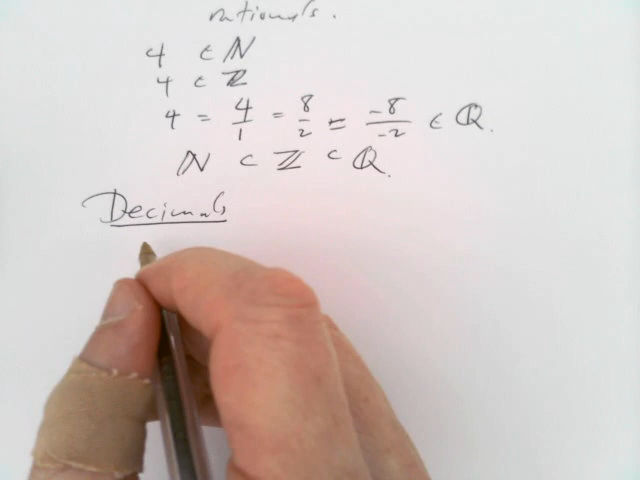 rationals.
4 ∈ ℕ
4 ∈ ℤ
4 = 4/1 = 8/2 = -8/-2 ∈ ℚ.
ℕ ⊂ ℤ ⊂ ℚ.
Decimals